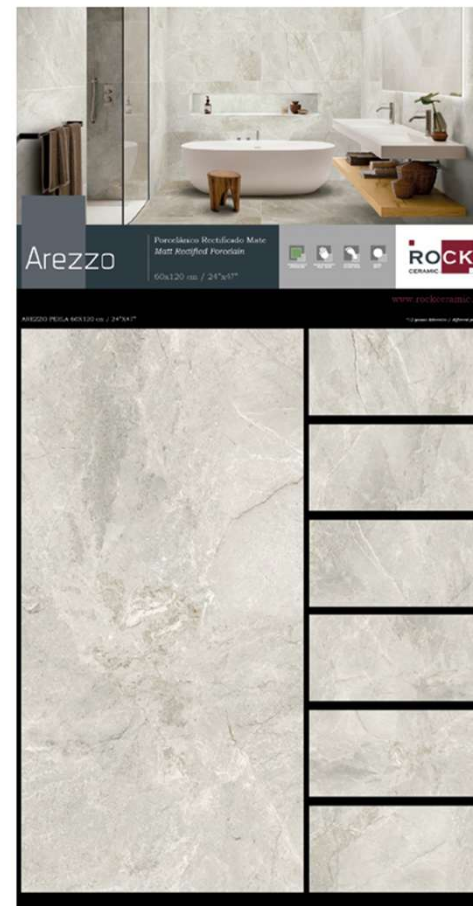 Arezzo
Porcelánico Rectificado Mate
Matt Rectified Porcelain
60x120 cm / 24"x47"
ROCK
CERAMIC
www.rockceramic
AREZZO PERLA 60X120 cm / 24"X47"